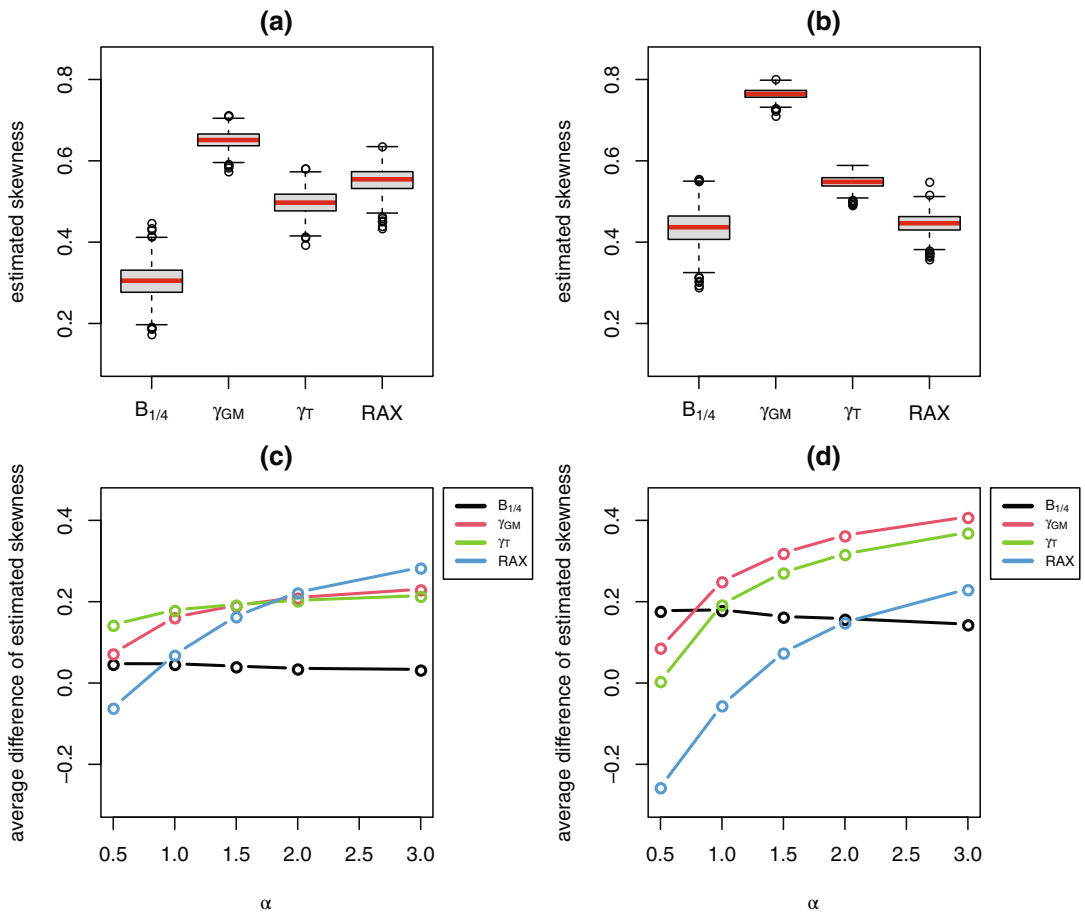 (a)
estimated skewness
0.8
0.6
0.4
0.2
B1/4
γGM
γT
RAX
(b)
estimated skewness
0.8
0.6
0.4
0.2
B1/4
γGM
γT
RAX
(c)
average difference of estimated skewness
0.4
0.2
0.0
−0.2
0.5
1.0
1.5
2.0
2.5
3.0
α
B1/4
γGM
γT
RAX
(d)
average difference of estimated skewness
0.4
0.2
0.0
−0.2
0.5
1.0
1.5
2.0
2.5
3.0
α
B1/4
γGM
γT
RAX